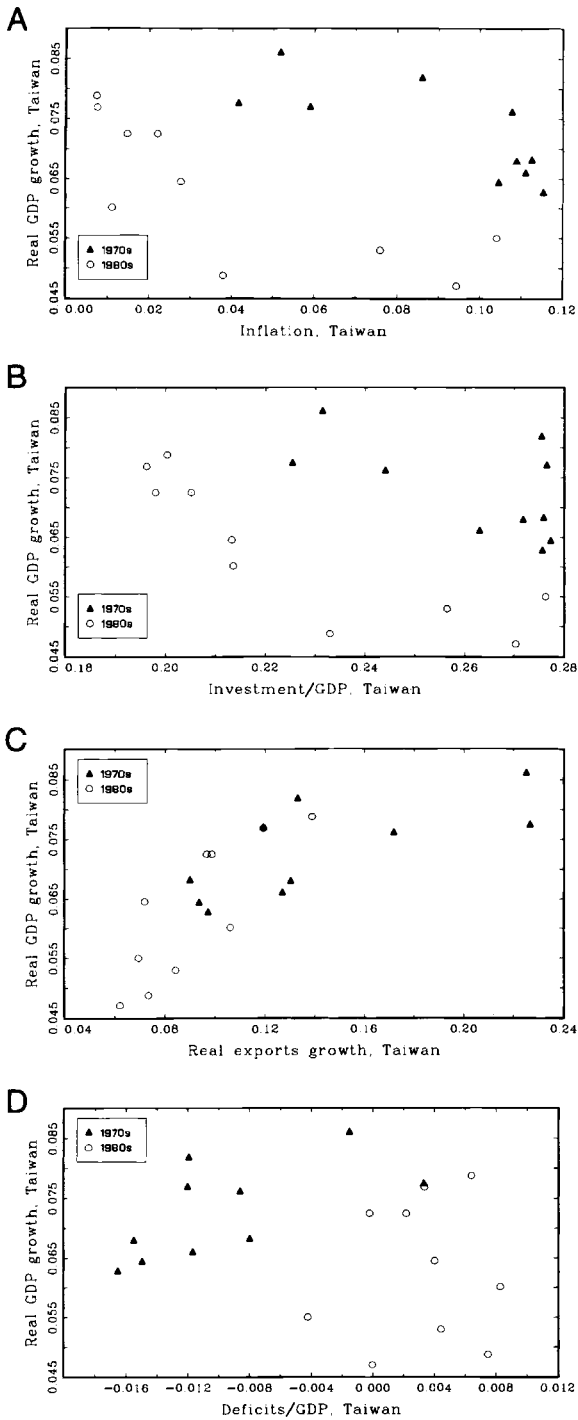 A
Real GDP growth, Taiwan
0.085
0.075
0.065
0.055
0.045
▲ 1970s
○ 1980s
0.00 0.02 0.04 0.06 0.08 0.10 0.12
Inflation, Taiwan
B
Real GDP growth, Taiwan
0.085
0.075
0.065
0.055
0.045
▲ 1970s
○ 1980s
0.18 0.20 0.22 0.24 0.26 0.28
Investment/GDP, Taiwan
C
Real GDP growth, Taiwan
0.085
0.075
0.065
0.055
0.045
▲ 1970s
○ 1980s
0.04 0.08 0.12 0.16 0.20 0.24
Real exports growth, Taiwan
D
Real GDP growth, Taiwan
0.085
0.075
0.065
0.055
0.045
▲ 1970s
○ 1980s
-0.016 -0.012 -0.008 -0.004 0.000 0.004 0.008 0.012
Deficits/GDP, Taiwan